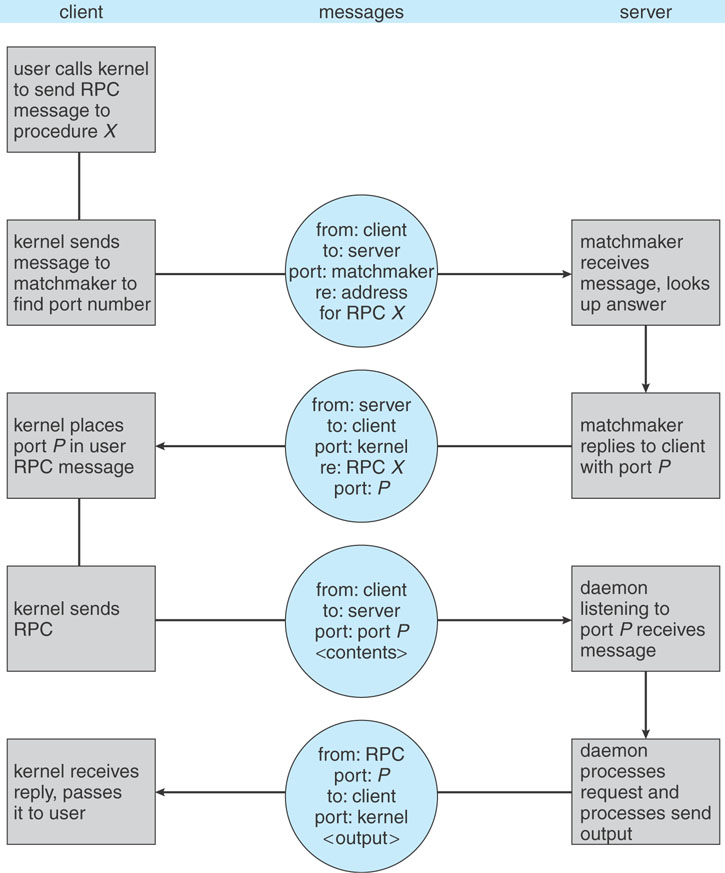 client
messages
server
user calls kernel
to send RPC
message to
procedure X
kernel sends
message to
matchmaker to
find port number
from: client
to: server
port: matchmaker
re: address
for RPC X
matchmaker
receives
message, looks
up answer
kernel places
port P in user
RPC message
from: server
to: client
port: kernel
re: RPC X
port: P
matchmaker
replies to client
with port P
kernel sends
RPC
from: client
to: server
port: port P
<contents>
daemon
listening to
port P receives
message
kernel receives
reply, passes
it to user
from: RPC
port: P
to: client
port: kernel
<output>
daemon
processes
request and
processes send
output